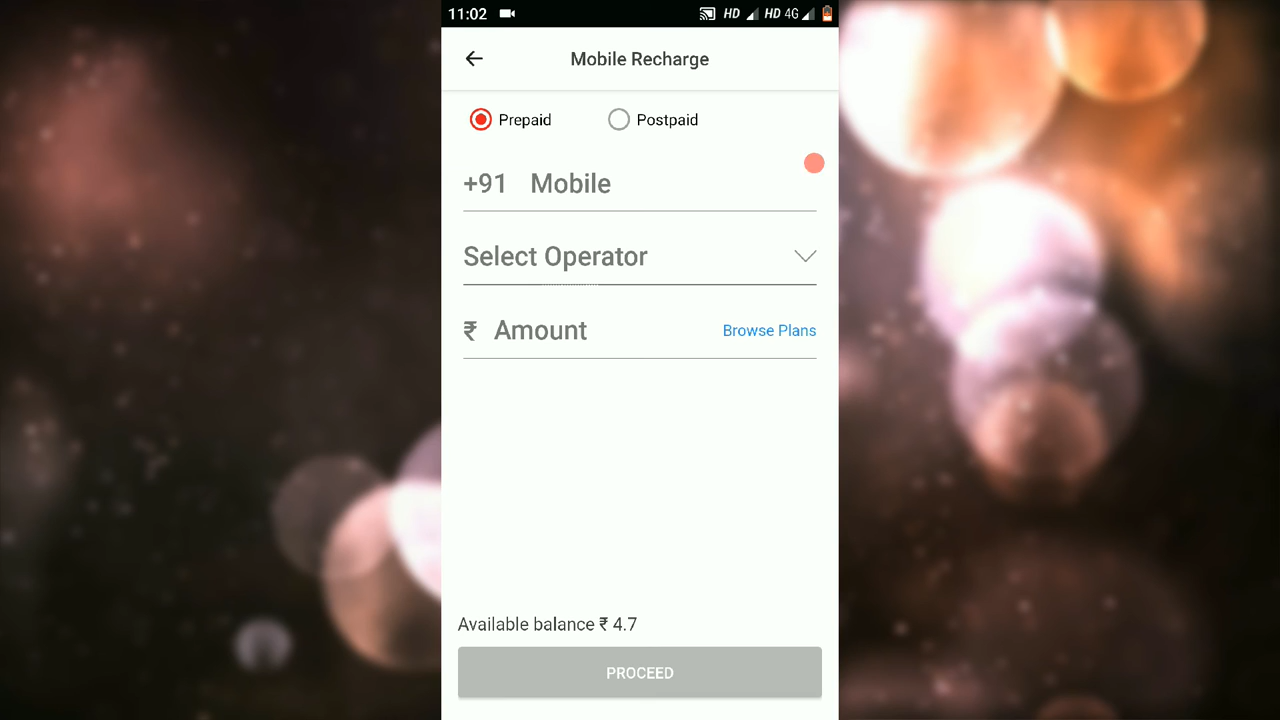 11:02 HD HD 4G
Mobile Recharge
Prepaid Postpaid
+91 Mobile
Select Operator
₹ Amount Browse Plans
Available balance ₹ 4.7
PROCEED